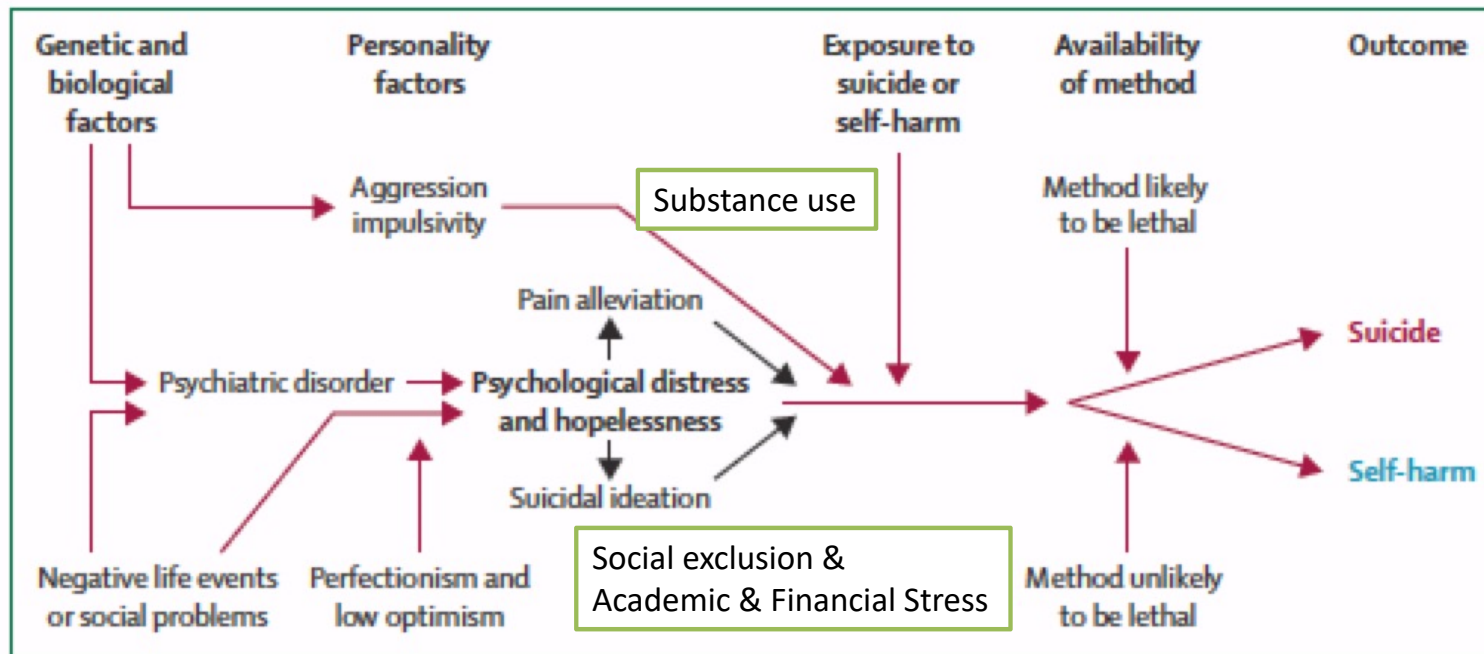 Genetic and
biological
factors
Personality
factors
Exposure to
suicide or
self-harm
Availability
of method
Outcome
Aggression
impulsivity
Substance use
Method likely
to be lethal
Pain alleviation
Psychiatric disorder
Psychological distress
and hopelessness
Suicide
Suicidal ideation
Self-harm
Negative life events
or social problems
Perfectionism and
low optimism
Social exclusion &
Academic & Financial Stress
Method unlikely
to be lethal